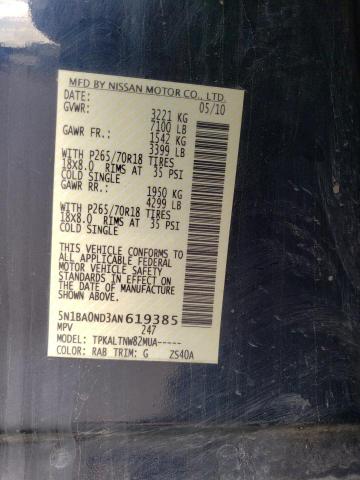 MFD BY NISSAN MOTOR CO., LTD.
DATE: 05/10
GVWR: 3221 KG
7100 LB
GAWR FR.: 1542 KG
3399 LB
WITH P265/70R18 TIRES
18X8.0 RIMS AT 35 PSI
COLD SINGLE
GAWR RR.: 1950 KG
4299 LB
WITH P265/70R18 TIRES
18X8.0 RIMS AT 35 PSI
COLD SINGLE
THIS VEHICLE CONFORMS TO
ALL APPLICABLE FEDERAL
MOTOR VEHICLE SAFETY
STANDARDS IN EFFECT ON
THE DATE OF MANUFACTURE
SHOWN ABOVE.
5N1BA0ND3AN619385
MPV 247
MODEL: TPKALTNW82MUA-----
COLOR: RAB TRIM: G ZS40A